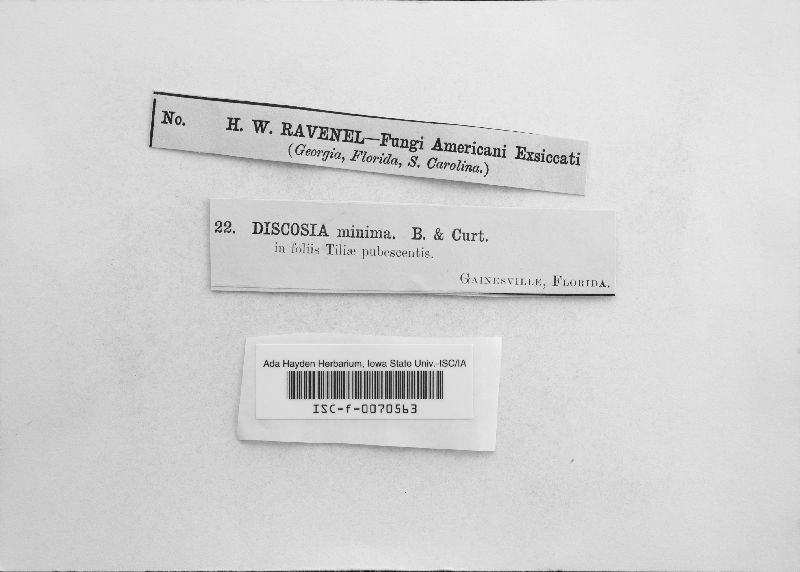 No. H. W. RAVENEL—Fungi Americani Exsiccati
(Georgia, Florida, S. Carolina.)
22. DISCOSIA minima. B. & Curt.
in foliis Tiliæ pubescentis.
GAINESVILLE, FLORIDA.
Ada Hayden Herbarium, Iowa State Univ.-ISC/IA
ISC-f-0070563